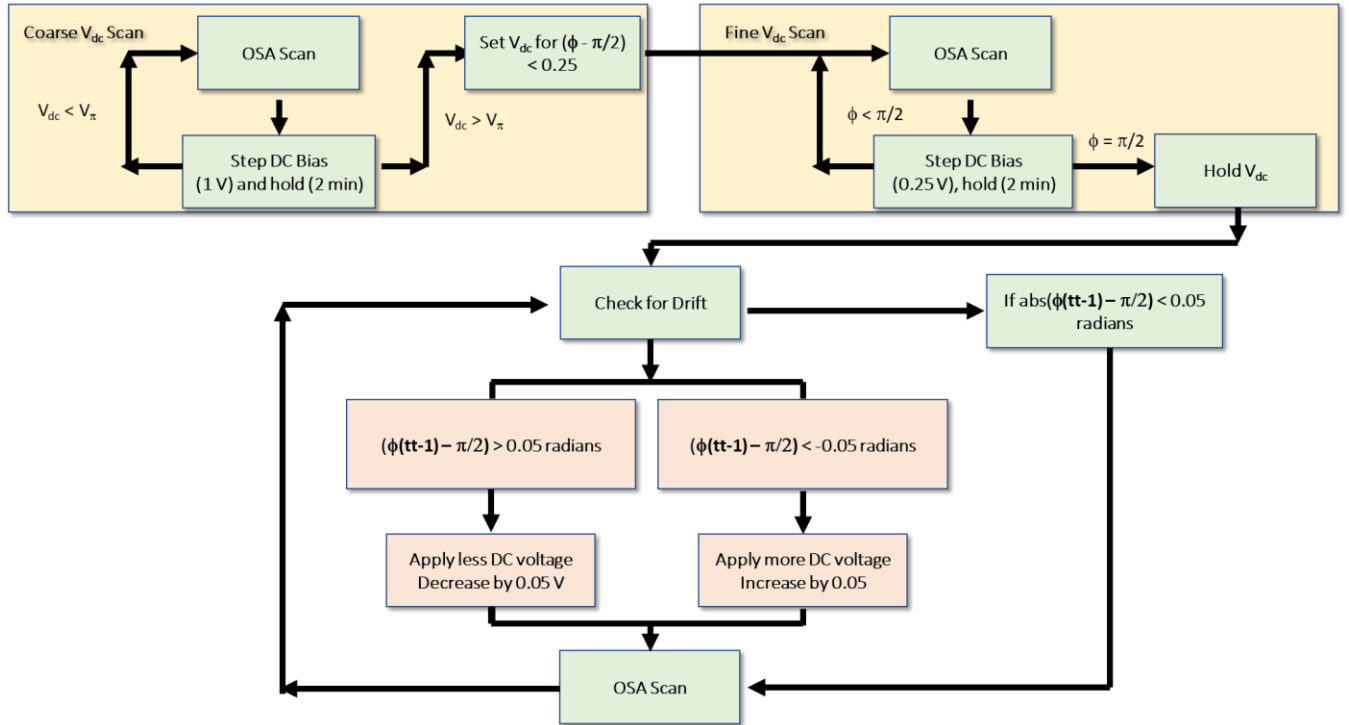 Coarse Vdc Scan
OSA Scan
Set Vdc for (ϕ - π/2)
< 0.25
Vdc < Vπ
Vdc > Vπ
Step DC Bias
(1 V) and hold (2 min)
Fine Vdc Scan
OSA Scan
ϕ < π/2
ϕ = π/2
Step DC Bias
(0.25 V), hold (2 min)
Hold Vdc
Check for Drift
If abs(ϕ(tt-1) – π/2) < 0.05
radians
(ϕ(tt-1) – π/2) > 0.05 radians
(ϕ(tt-1) – π/2) < -0.05 radians
Apply less DC voltage
Decrease by 0.05 V
Apply more DC voltage
Increase by 0.05
OSA Scan